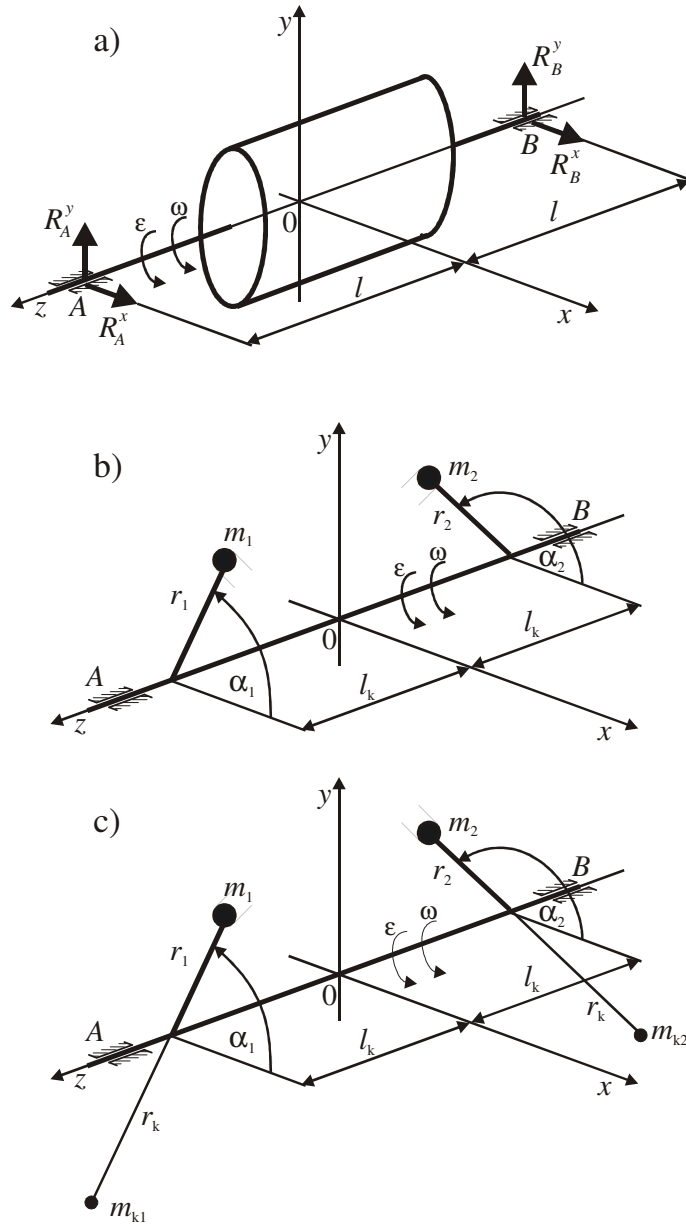 a)
y
R_B^y
B
R_B^x
R_A^y
ε
ω
0
l
l
z
A
R_A^x
x
b)
y
m_2
m_1
r_2
B
α_2
ε
ω
r_1
0
l_k
A
α_1
l_k
z
x
c)
y
m_2
m_1
r_2
B
α_2
ε
ω
r_1
0
l_k
A
α_1
l_k
r_k
m_k2
z
x
r_k
m_k1